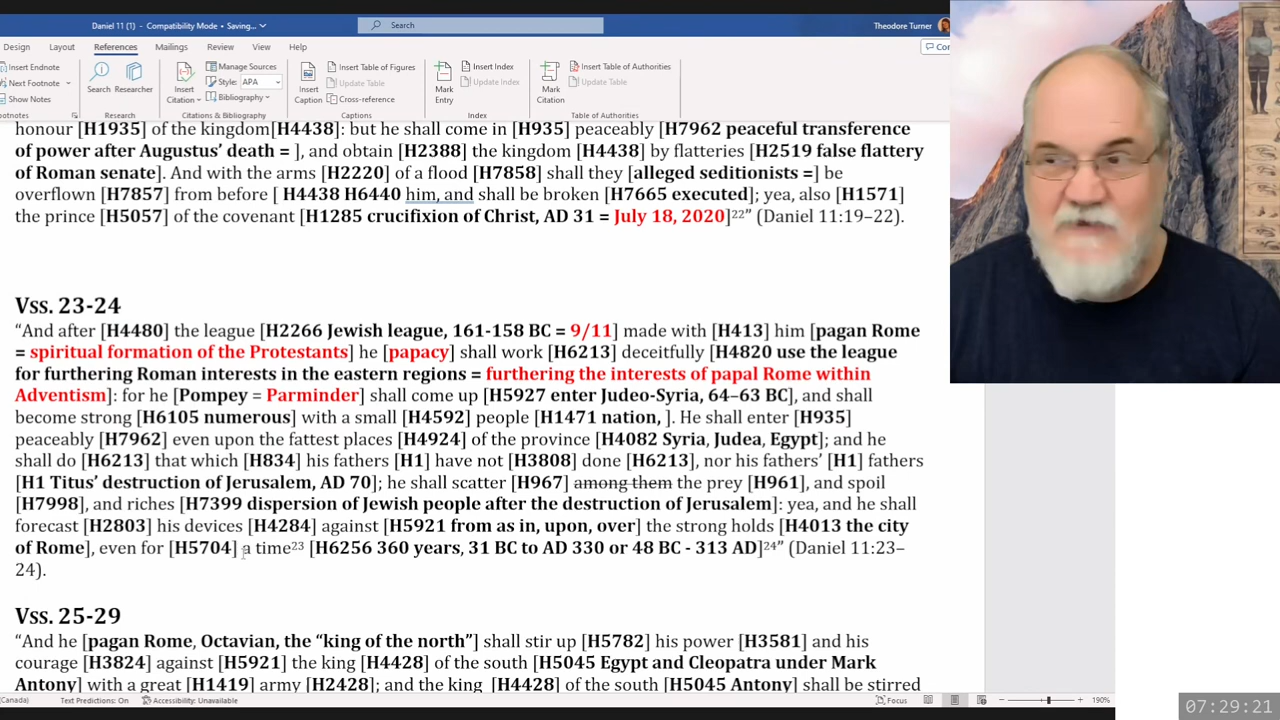 Daniel 11 (1) - Compatibility Mode • Saving...
Search
Theodore Turner
Design Layout References Mailings Review View Help
Insert Endnote
Next Footnote
Show Notes
Search
Researcher
Research
Insert Citation
Manage Sources
Style: APA
Bibliography
Citations & Bibliography
Insert Caption
Insert Table of Figures
Update Table
Cross-reference
Captions
Mark Entry
Insert Index
Update Index
Index
Mark Citation
Insert Table of Authorities
Update Table
Table of Authorities
honour [H1935] of the kingdom[H4438]: but he shall come in [H935] peaceably [H7962 peaceful transference
of power after Augustus’ death = ], and obtain [H2388] the kingdom [H4438] by flatteries [H2519 false flattery
of Roman senate]. And with the arms [H2220] of a flood [H7858] shall they [alleged seditionists =] be
overflown [H7857] from before [ H4438 H6440 him, and shall be broken [H7665 executed]; yea, also [H1571]
the prince [H5057] of the covenant [H1285 crucifixion of Christ, AD 31 = July 18, 2020]22” (Daniel 11:19–22).
Vss. 23-24
“And after [H4480] the league [H2266 Jewish league, 161-158 BC = 9/11] made with [H413] him [pagan Rome
= spiritual formation of the Protestants] he [papacy] shall work [H6213] deceitfully [H4820 use the league
for furthering Roman interests in the eastern regions = furthering the interests of papal Rome within
Adventism]: for he [Pompey = Parminder] shall come up [H5927 enter Judeo-Syria, 64–63 BC], and shall
become strong [H6105 numerous] with a small [H4592] people [H1471 nation, ]. He shall enter [H935]
peaceably [H7962] even upon the fattest places [H4924] of the province [H4082 Syria, Judea, Egypt]; and he
shall do [H6213] that which [H834] his fathers [H1] have not [H3808] done [H6213], nor his fathers’ [H1] fathers
[H1 Titus’ destruction of Jerusalem, AD 70]; he shall scatter [H967] among them the prey [H961], and spoil
[H7998], and riches [H7399 dispersion of Jewish people after the destruction of Jerusalem]: yea, and he shall
forecast [H2803] his devices [H4284] against [H5921 from as in, upon, over] the strong holds [H4013 the city
of Rome], even for [H5704] a time23 [H6256 360 years, 31 BC to AD 330 or 48 BC - 313 AD]24” (Daniel 11:23–
24).
Vss. 25-29
“And he [pagan Rome, Octavian, the “king of the north”] shall stir up [H5782] his power [H3581] and his
courage [H3824] against [H5921] the king [H4428] of the south [H5045 Egypt and Cleopatra under Mark
Antony] with a great [H1419] army [H2428]; and the king [H4428] of the south [H5045 Antony] shall be stirred
(Canada) Text Predictions: On Accessibility: Unavailable Focus 190%
07:29:21